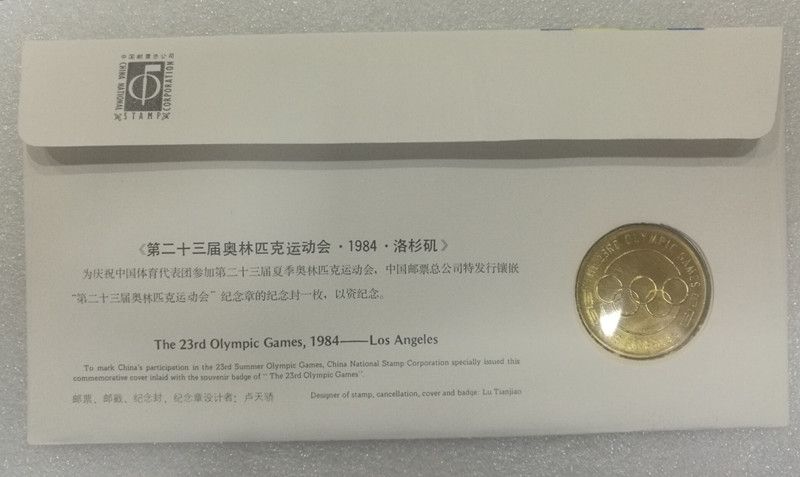 中国邮票总公司
CHINA NATIONAL
STAMP
CORPORATION
《第二十三届奥林匹克运动会·1984·洛杉矶》
为庆祝中国体育代表团参加第二十三届夏季奥林匹克运动会，中国邮票总公司特发行镶嵌
“第二十三届奥林匹克运动会”纪念章的纪念封一枚，以资纪念。
The 23rd Olympic Games, 1984——Los Angeles
To mark China's participation in the 23rd Summer Olympic Games, China National Stamp Corporation specially issued this
commemorative cover inlaid with the souvenir badge of "The 23rd Olympic Games".
邮票、邮戳、纪念封、纪念章设计者：卢天骄
Designer of stamp, cancellation, cover and badge: Lu Tianjiao
23RD OLYMPIC GAMES